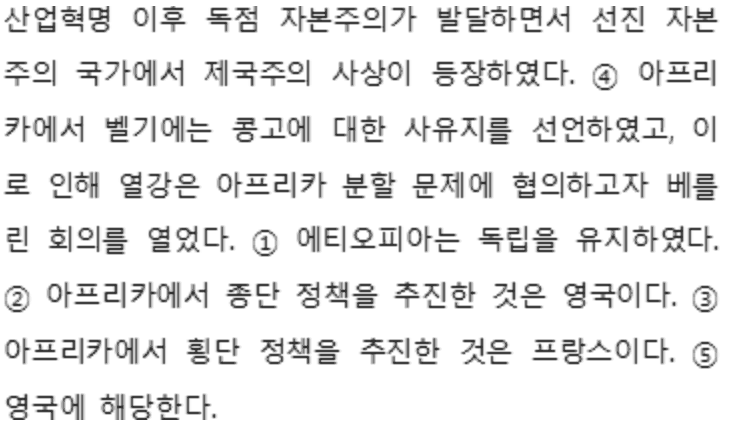 산업혁명 이후 독점 자본주의가 발달하면서 선진 자본
주의 국가에서 제국주의 사상이 등장하였다. ④ 아프리
카에서 벨기에는 콩고에 대한 사유지를 선언하였고, 이
로 인해 열강은 아프리카 분할 문제에 협의하고자 베를
린 회의를 열었다. ① 에티오피아는 독립을 유지하였다.
② 아프리카에서 종단 정책을 추진한 것은 영국이다. ③
아프리카에서 횡단 정책을 추진한 것은 프랑스이다. ⑤
영국에 해당한다.